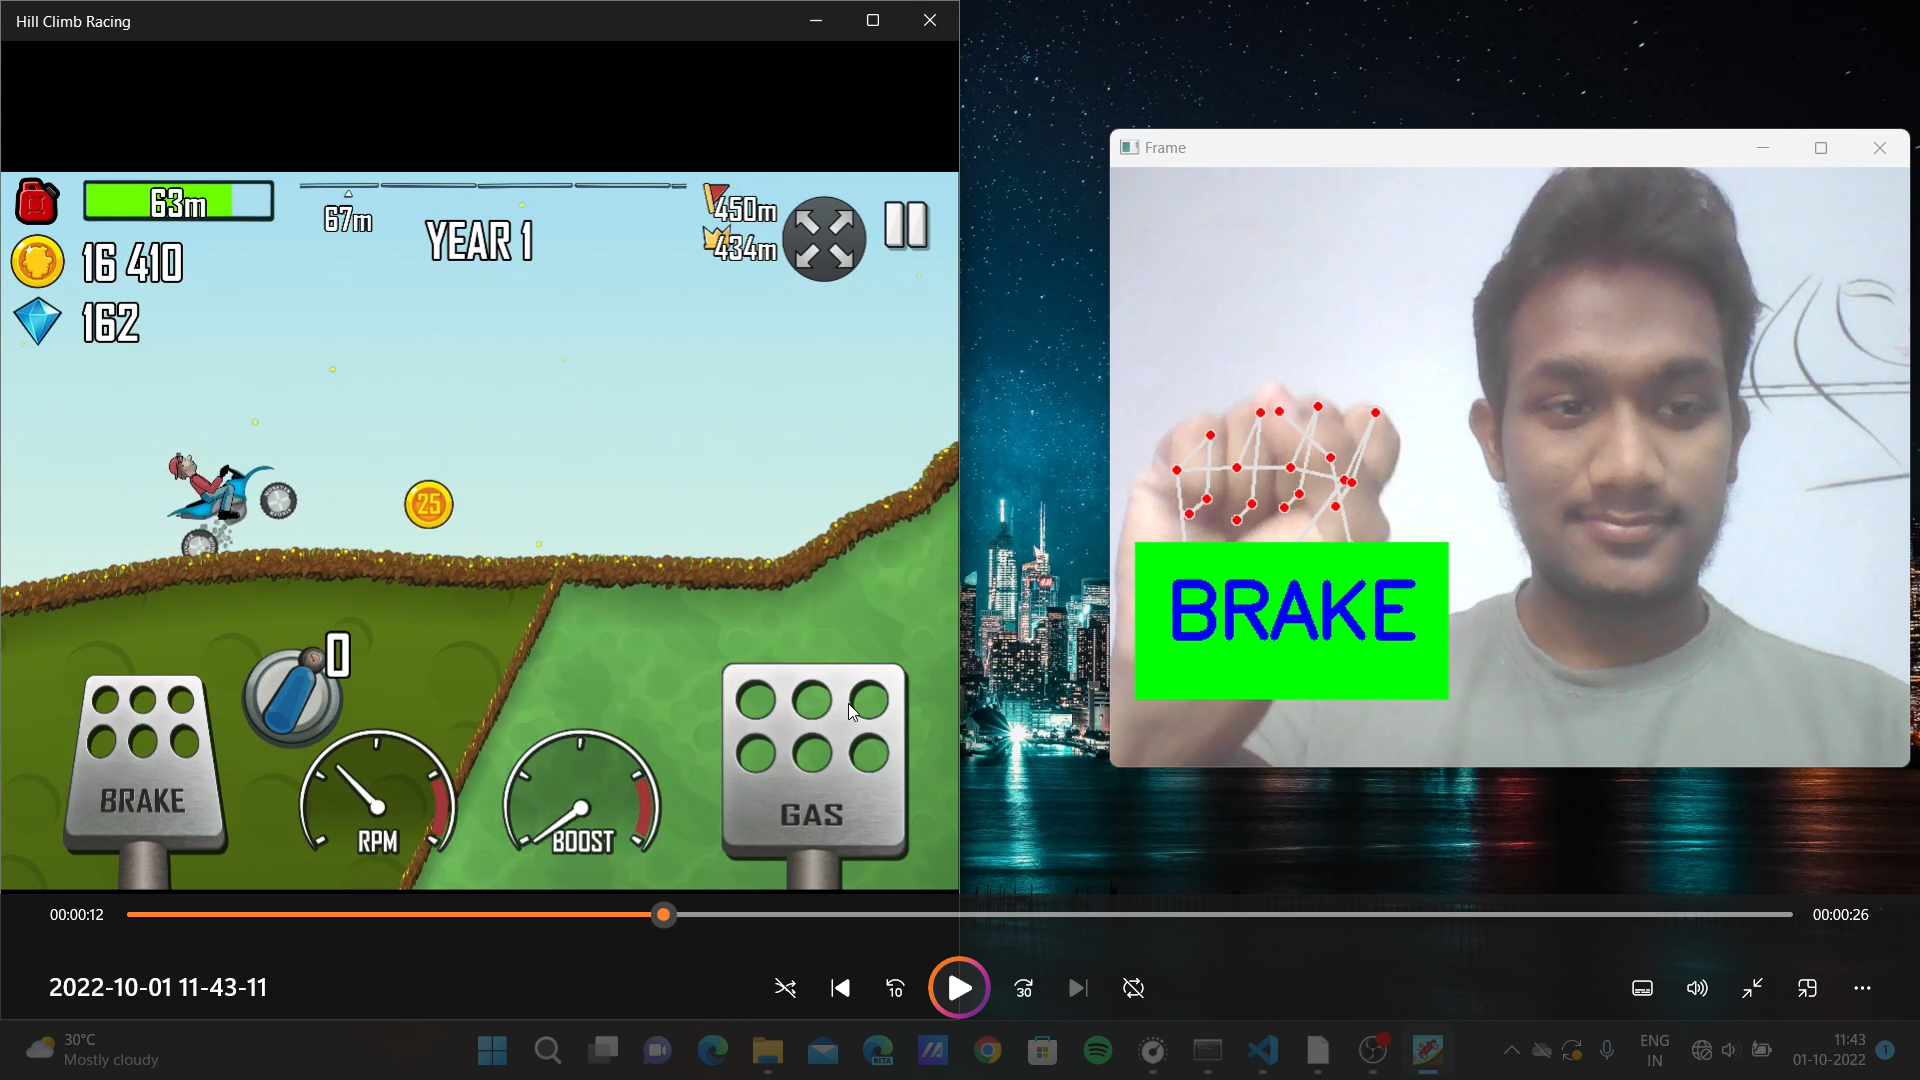 Hill Climb Racing
63m
67m
YEAR 1
450m
434m
16 410
162
25
0
BRAKE
RPM
BOOST
GAS
Frame
BRAKE
00:00:12
00:00:26
2022-10-01 11-43-11
10
30
30°C
Mostly cloudy
BETA
ENG
IN
11:43
01-10-2022
1